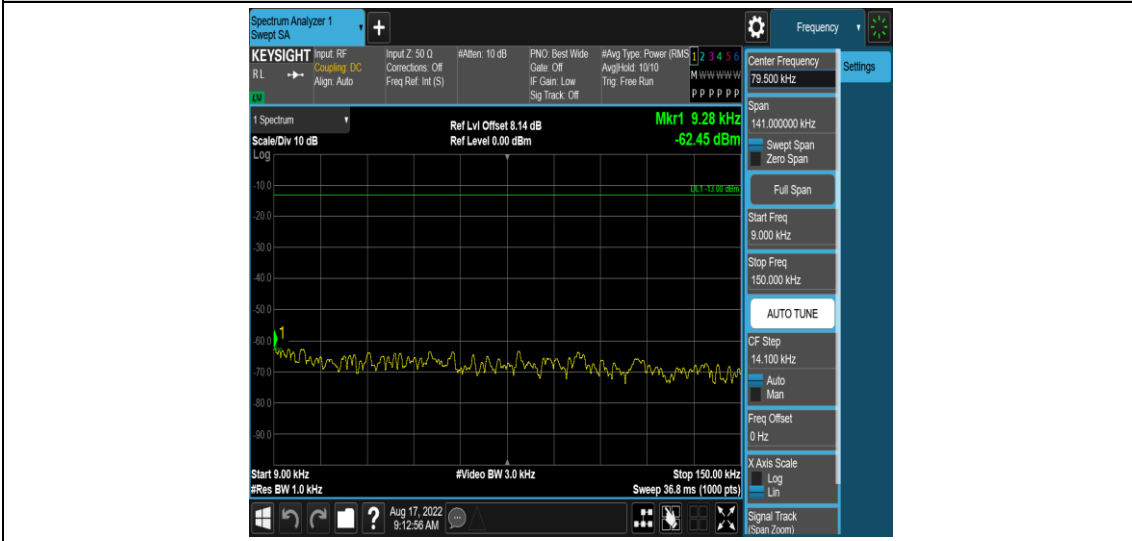 Spectrum Analyzer 1
Swept SA
+
Frequency
KEYSIGHT
RL
Input: RF
Coupling: DC
Align: Auto
Input Z: 50 Ω
Corrections: Off
Freq Ref: Int (S)
#Atten: 10 dB
PNO: Best Wide
Gate: Off
IF Gain: Low
Sig Track: Off
#Avg Type: Power (RMS
Avg|Hold: 10/10
Trig: Free Run
1 2 3 4 5 6
M W W W W W
P P P P P P
1 Spectrum
Scale/Div 10 dB
Log
Ref Lvl Offset 8.14 dB
Ref Level 0.00 dBm
Mkr1 9.28 kHz
-62.45 dBm
DL1 -13.00 dBm
-10.0
-20.0
-30.0
-40.0
-50.0
-60.0
-70.0
-80.0
-90.0
1
Start 9.00 kHz
#Res BW 1.0 kHz
#Video BW 3.0 kHz
Stop 150.00 kHz
Sweep 36.8 ms (1000 pts)
Center Frequency
79.500 kHz
Settings
Span
141.000000 kHz
Swept Span
Zero Span
Full Span
Start Freq
9.000 kHz
Stop Freq
150.000 kHz
AUTO TUNE
CF Step
14.100 kHz
Auto
Man
Freq Offset
0 Hz
X Axis Scale
Log
Lin
Signal Track
(Span Zoom)
?
Aug 17, 2022
9:12:56 AM